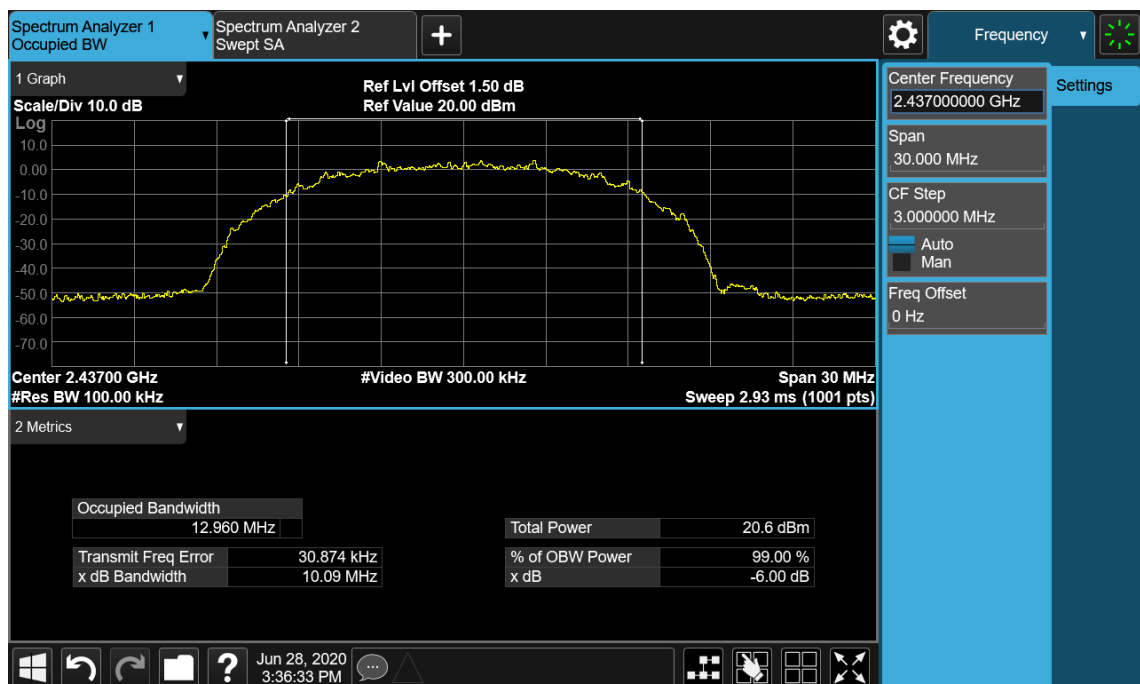 Spectrum Analyzer 1
Occupied BW
Spectrum Analyzer 2
Swept SA
Frequency
1 Graph
Scale/Div 10.0 dB
Ref Lvl Offset 1.50 dB
Ref Value 20.00 dBm
Log
10.0
0.00
-10.0
-20.0
-30.0
-40.0
-50.0
-60.0
-70.0
Center 2.43700 GHz
#Video BW 300.00 kHz
Span 30 MHz
#Res BW 100.00 kHz
Sweep 2.93 ms (1001 pts)
Center Frequency
2.437000000 GHz
Settings
Span
30.000 MHz
CF Step
3.000000 MHz
Auto
Man
Freq Offset
0 Hz
2 Metrics
Occupied Bandwidth
12.960 MHz
Total Power 20.6 dBm
Transmit Freq Error 30.874 kHz
% of OBW Power 99.00 %
x dB Bandwidth 10.09 MHz
x dB -6.00 dB
?
Jun 28, 2020
3:36:33 PM